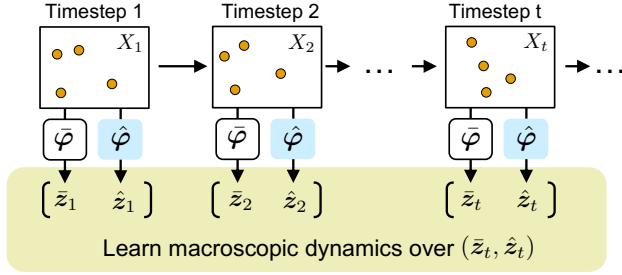 Timestep 1 Timestep 2 Timestep t
X₁ X₂ Xₜ
... ...
φ̄ φ̂ φ̄ φ̂ φ̄ φ̂
[z̄₁ ẑ₁] [z̄₂ ẑ₂] [z̄ₜ ẑₜ]
Learn macroscopic dynamics over (z̄ₜ, ẑₜ)